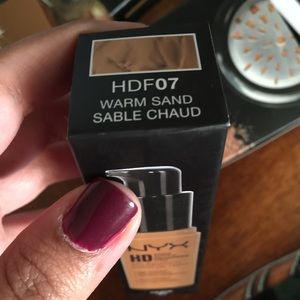 HDF07
WARM SAND
SABLE CHAUD
NYX
HD